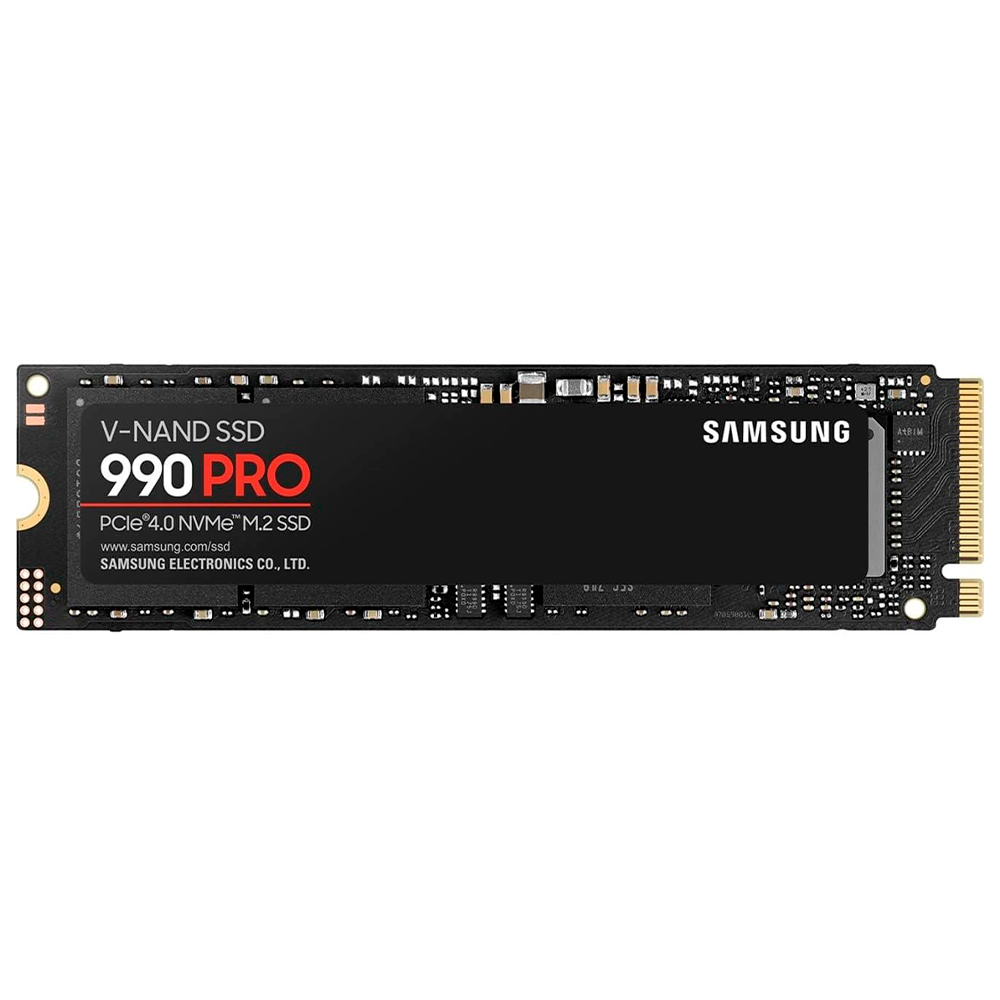 V-NAND SSD
SAMSUNG
990 PRO
PCIe®4.0 NVMe™ M.2 SSD
www.samsung.com/ssd
SAMSUNG ELECTRONICS CO., LTD.